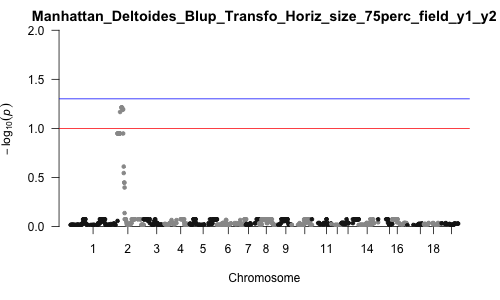 Manhattan_Deltoides_Blup_Transfo_Horiz_size_75perc_field_y1_y2
2.0
1.5
1.0
0.5
0.0
− log10(p)
1 2 3 4 5 6 7 8 9 11 14 16 18
Chromosome